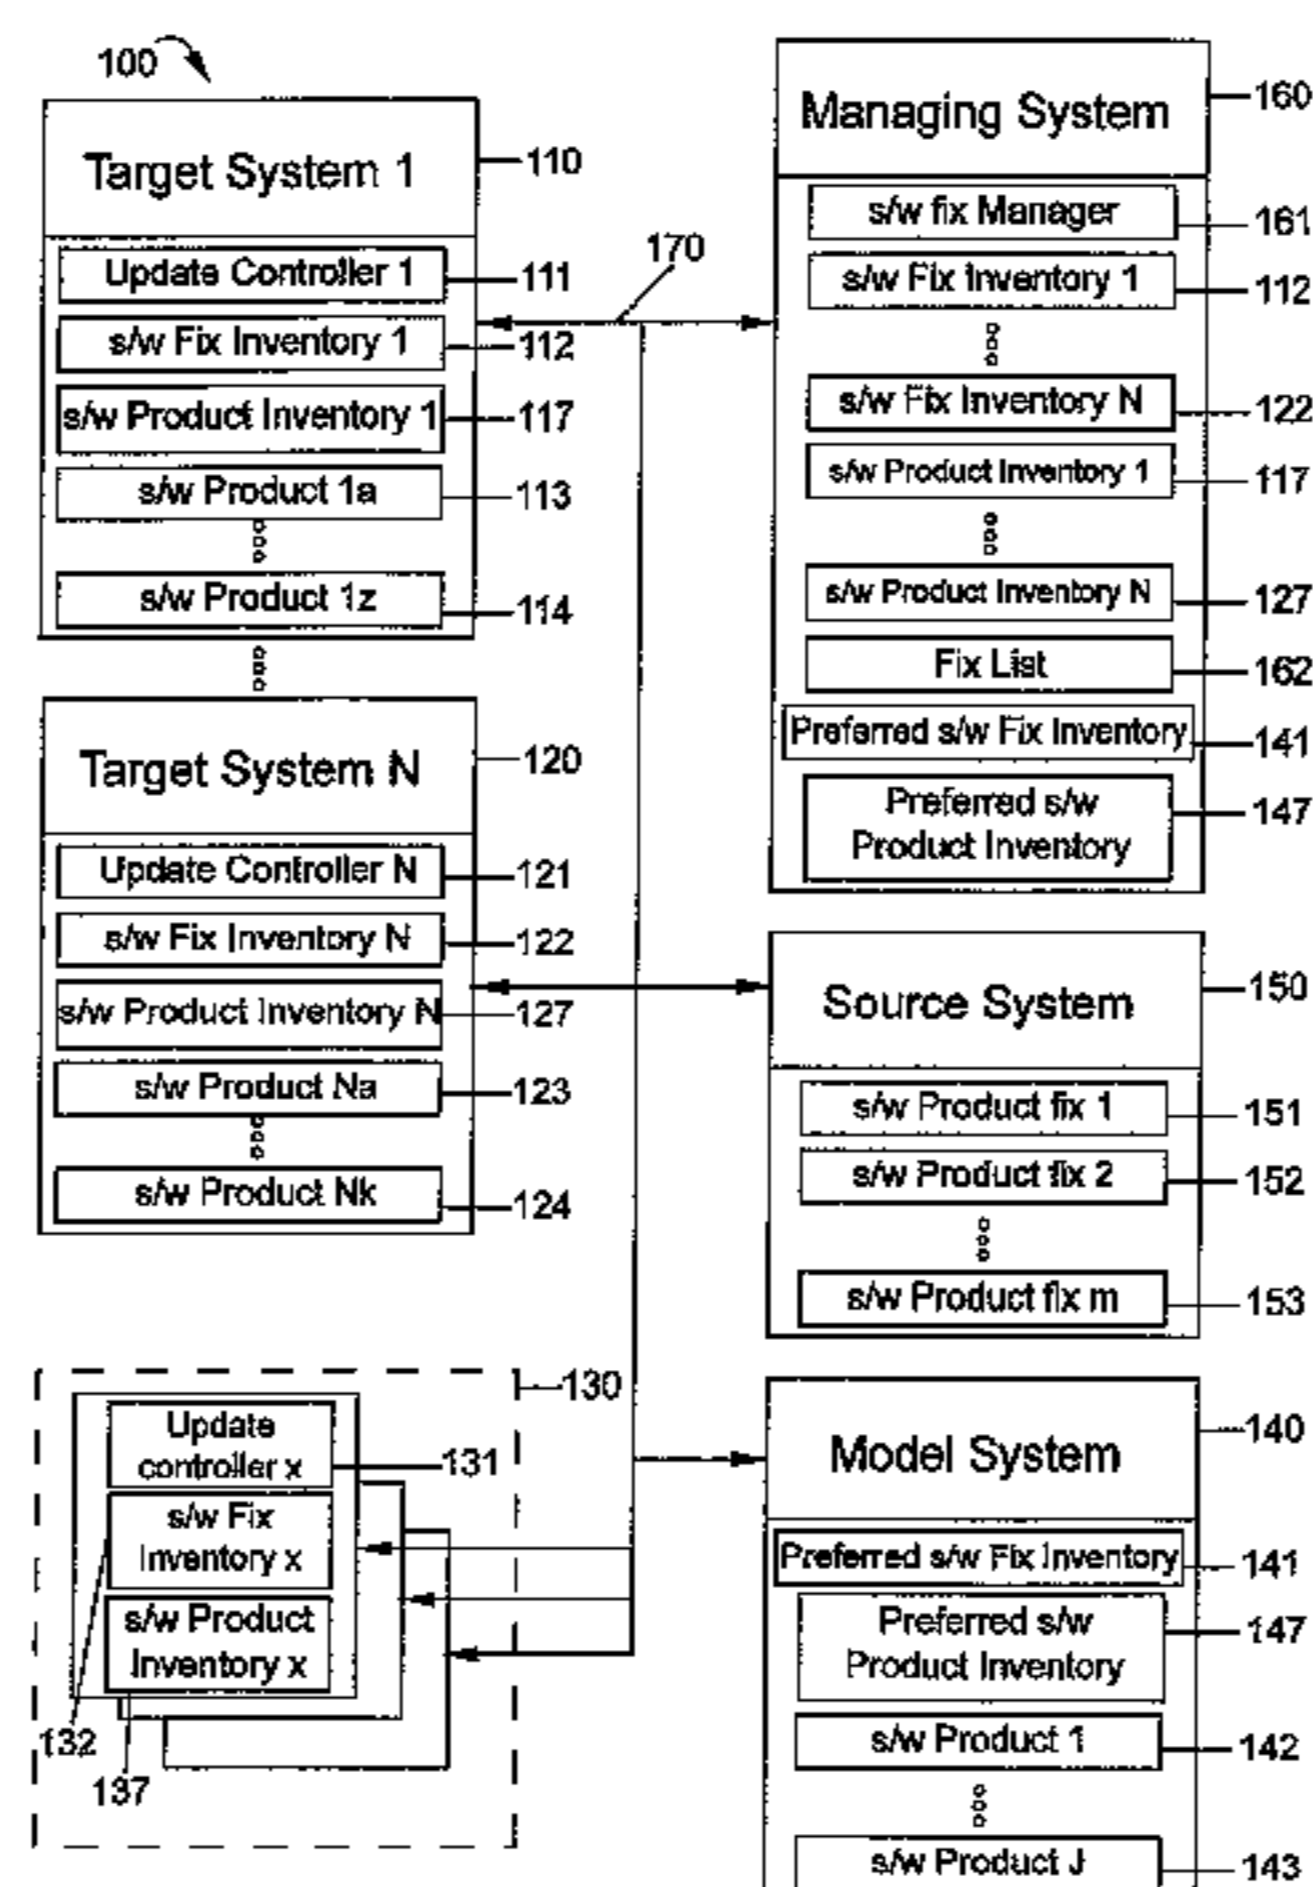 100
Target System 1
110
Update Controller 1
111
s/w Fix Inventory 1
112
s/w Product Inventory 1
117
s/w Product 1a
113
s/w Product 1z
114
Target System N
120
Update Controller N
121
s/w Fix Inventory N
122
s/w Product Inventory N
127
s/w Product Na
123
s/w Product Nk
124
130
Update
controller x
131
s/w Fix
Inventory x
s/w Product
Inventory x
132
137
170
Managing System
160
s/w fix Manager
161
s/w Fix Inventory 1
112
s/w Fix Inventory N
122
s/w Product Inventory 1
117
s/w Product Inventory N
127
Fix List
162
Preferred s/w Fix Inventory
141
Preferred s/w
Product Inventory
147
Source System
150
s/w Product fix 1
151
s/w Product fix 2
152
s/w Product fix m
153
Model System
140
Preferred s/w Fix Inventory
141
Preferred s/w
Product Inventory
147
s/w Product 1
142
s/w Product J
143